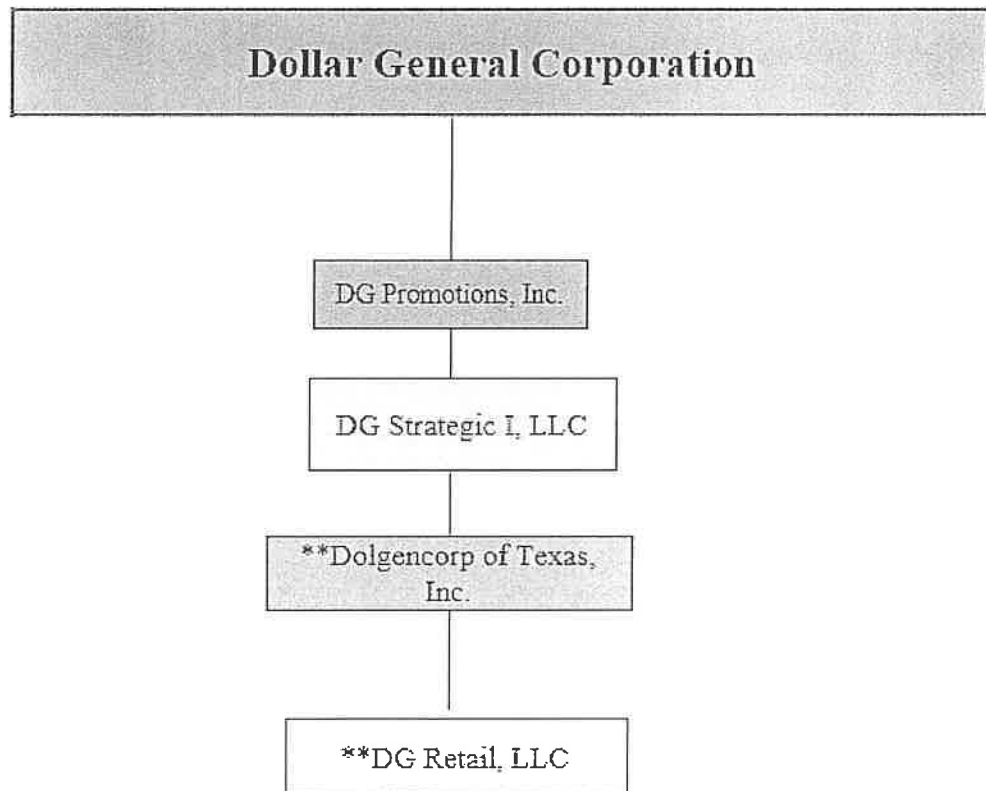 Dollar General Corporation
DG Promotions, Inc.
DG Strategic I, LLC
**Dolgencorp of Texas,
Inc.
**DG Retail, LLC